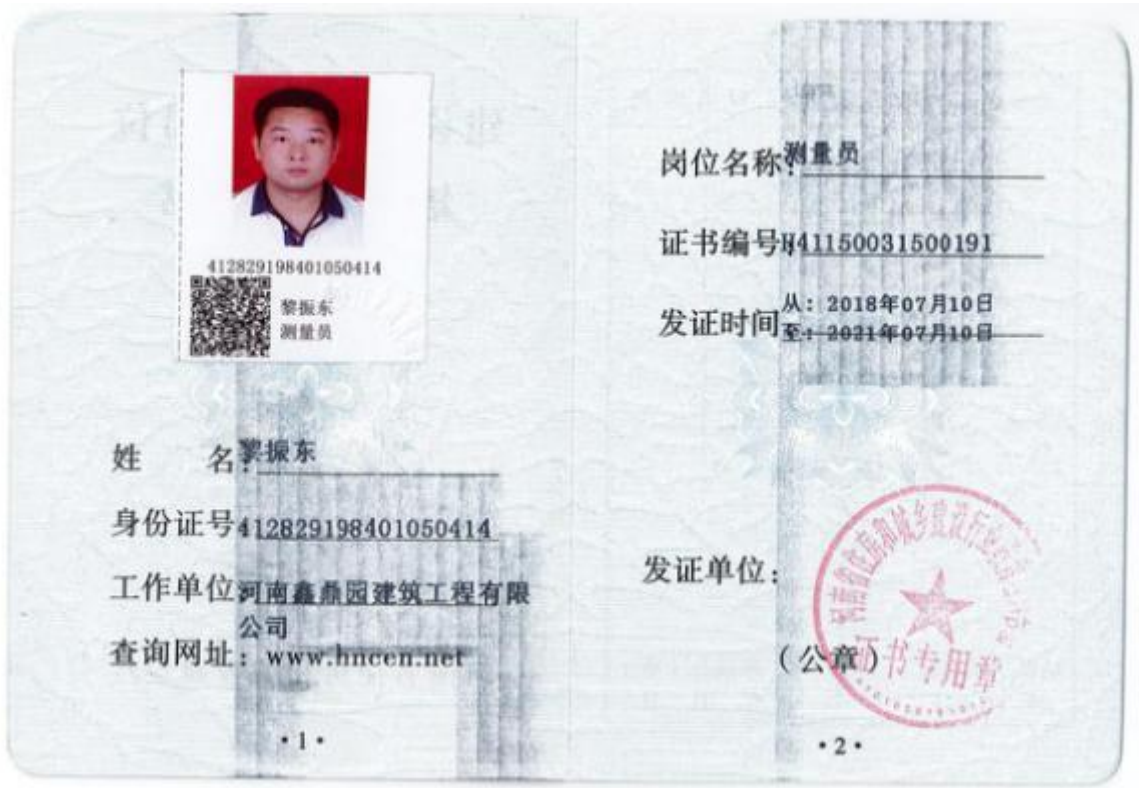 412829198401050414
黎振东
测量员
姓 名:黎振东
身份证号412829198401050414
工作单位河南鑫鼎园建筑工程有限
公司
查询网址:www.hncen.net
·1·
岗位名称:测量员
证书编号:H41150031500191
发证时间 从:2018年07月10日
至:2021年07月10日
发证单位:
(公章)
证书专用章
·2·